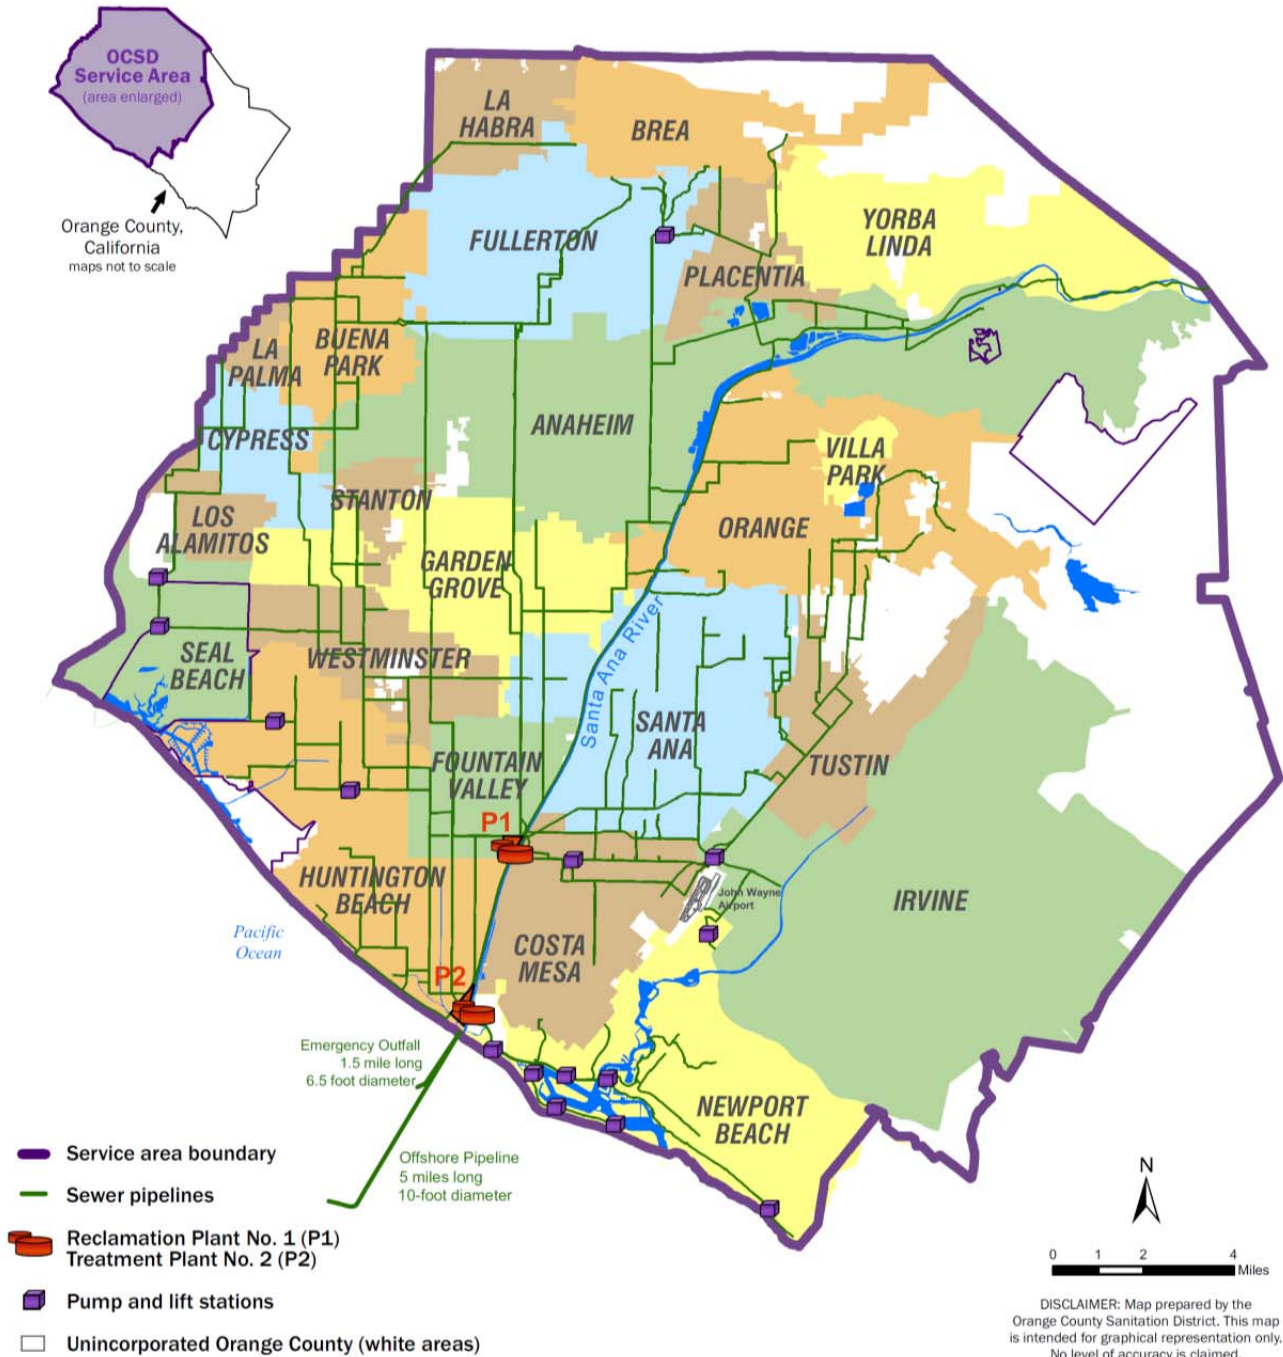 OCSD
Service Area
(area enlarged)
Orange County,
California
maps not to scale
LA
HABRA
BREA
FULLERTON
YORBA
LINDA
PLACENTIA
LA
PALMA
BUENA
PARK
CYPRESS
ANAHEIM
VILLA
PARK
STANTON
LOS
ALAMITOS
ORANGE
GARDEN
GROVE
Santa Ana River
SEAL
BEACH
WESTMINSTER
SANTA
ANA
FOUNTAIN
VALLEY
TUSTIN
P1
HUNTINGTON
BEACH
John Wayne
Airport
IRVINE
Pacific
Ocean
COSTA
MESA
P2
Emergency Outfall
1.5 mile long
6.5 foot diameter
NEWPORT
BEACH
Offshore Pipeline
5 miles long
10-foot diameter
Service area boundary
Sewer pipelines
Reclamation Plant No. 1 (P1)
Treatment Plant No. 2 (P2)
Pump and lift stations
Unincorporated Orange County (white areas)
N
0 1 2 4
Miles
DISCLAIMER: Map prepared by the
Orange County Sanitation District. This map
is intended for graphical representation only.
No level of accuracy is claimed.